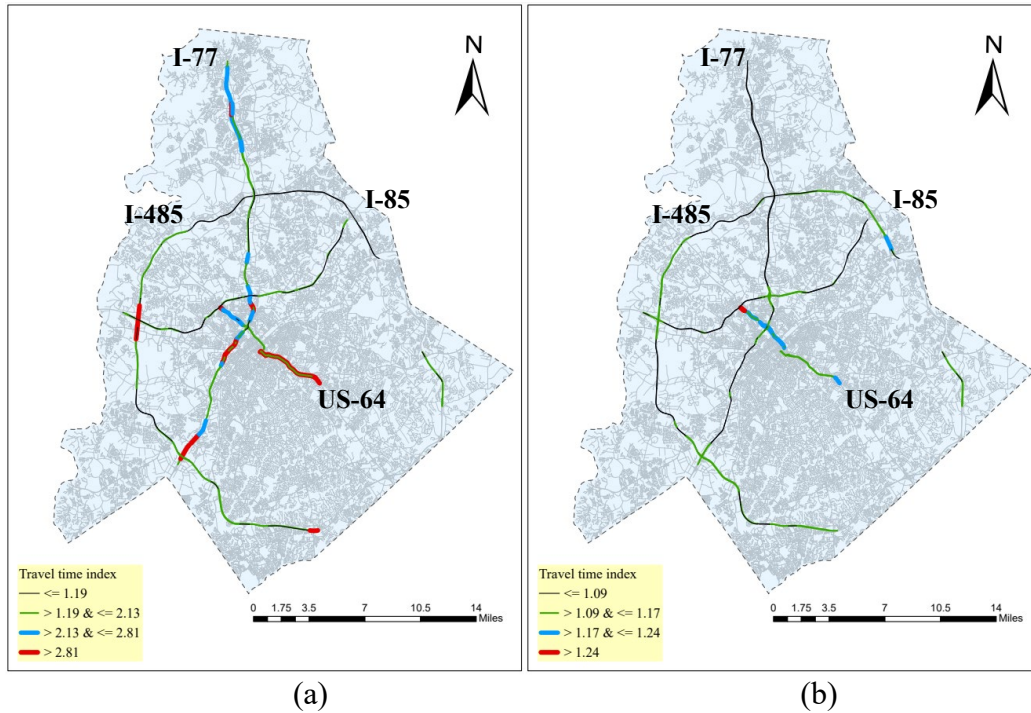 I-77
N
I-485
I-85
US-64
Travel time index
<= 1.19
> 1.19 & <= 2.13
> 2.13 & <= 2.81
> 2.81
0 1.75 3.5 7 10.5 14
Miles
(a)
I-77
N
I-485
I-85
US-64
Travel time index
<= 1.09
> 1.09 & <= 1.17
> 1.17 & <= 1.24
> 1.24
0 1.75 3.5 7 10.5 14
Miles
(b)